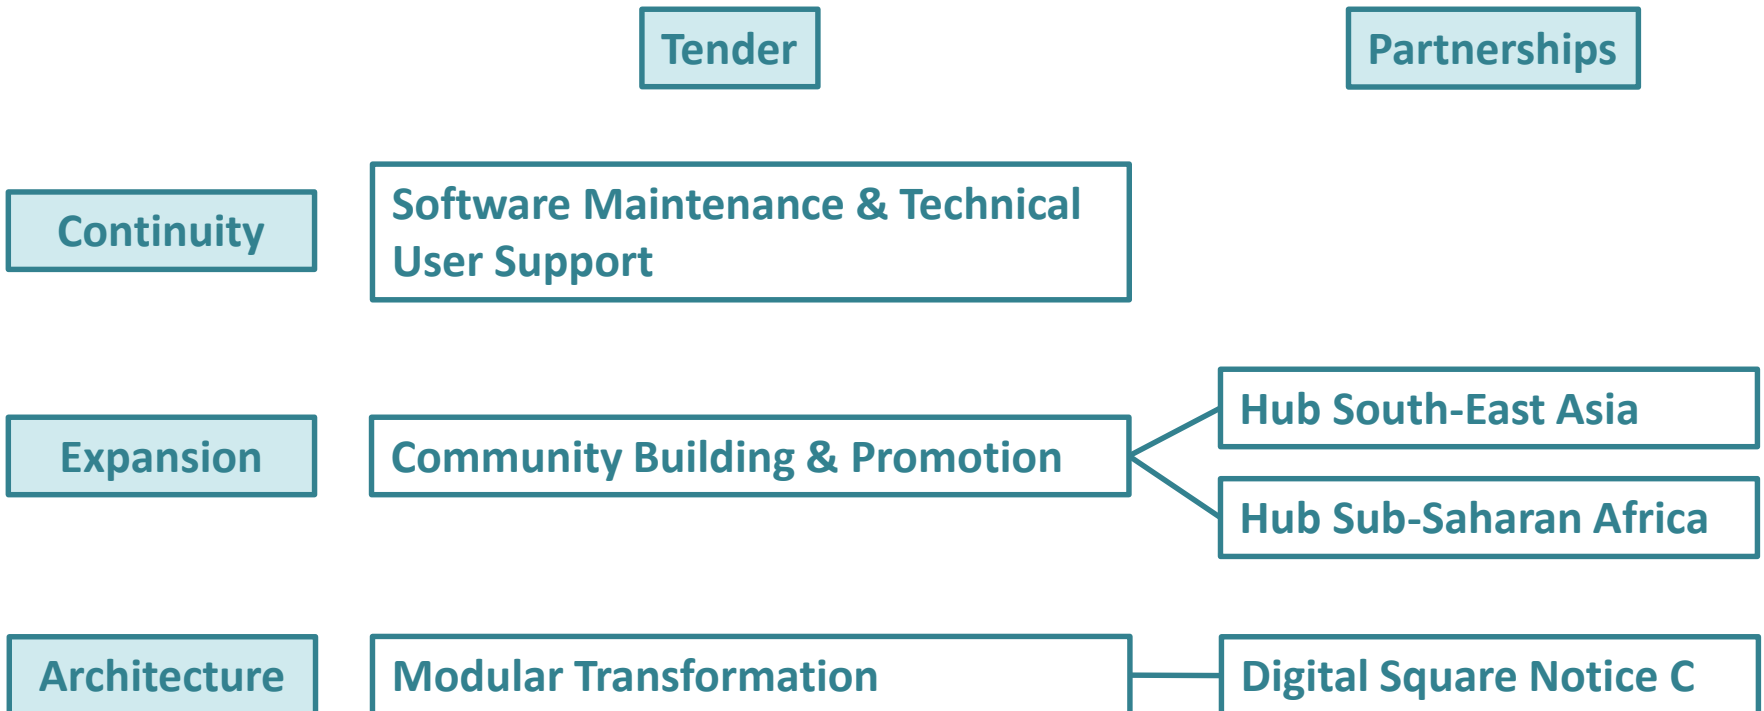 Tender
Partnerships
Continuity
Software Maintenance & Technical
User Support
Expansion
Community Building & Promotion
Hub South-East Asia
Hub Sub-Saharan Africa
Architecture
Modular Transformation
Digital Square Notice C